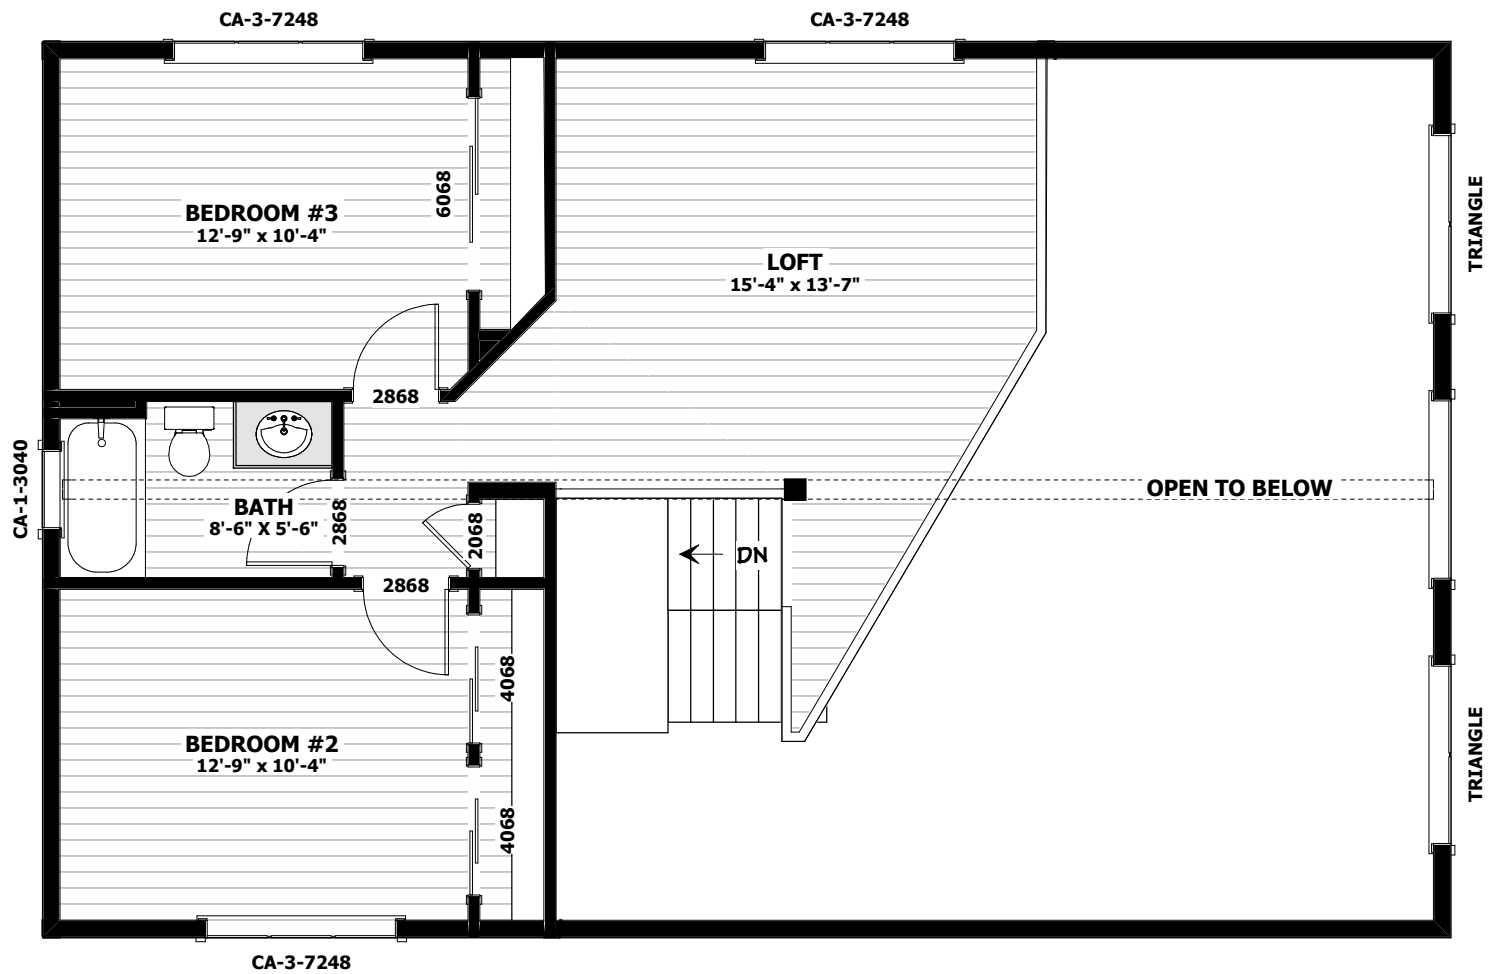 CA-3-7248
CA-3-7248
TRIANGLE
6068
BEDROOM #3
12'-9" x 10'-4"
LOFT
15'-4" x 13'-7"
2868
CA-1-3040
OPEN TO BELOW
BATH
8'-6" X 5'-6"
2868
2068
DN
2868
4068
BEDROOM #2
12'-9" x 10'-4"
TRIANGLE
4068
CA-3-7248